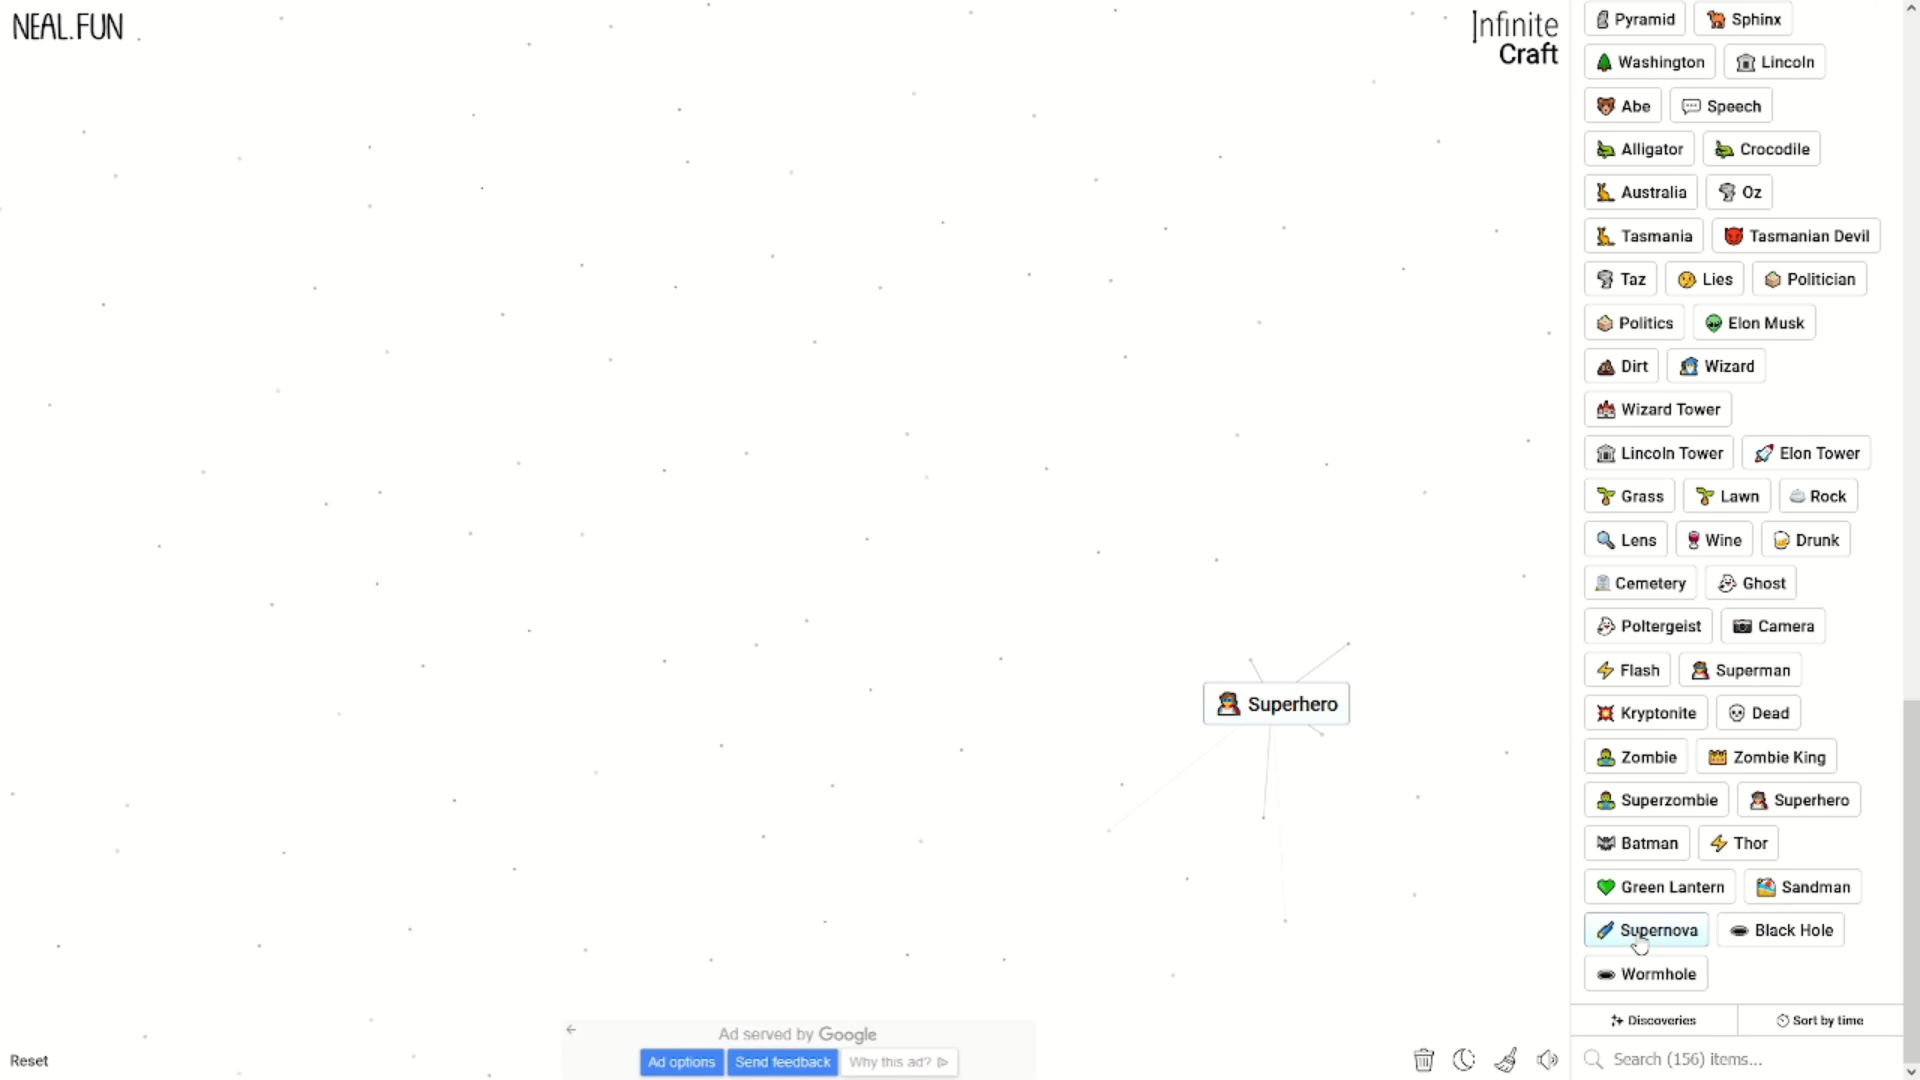 NEAL.FUN
Infinite
Craft
Pyramid Sphinx
Washington Lincoln
Abe Speech
Alligator Crocodile
Australia Oz
Tasmania Tasmanian Devil
Taz Lies Politician
Politics Elon Musk
Dirt Wizard
Wizard Tower
Lincoln Tower Elon Tower
Grass Lawn Rock
Lens Wine Drunk
Cemetery Ghost
Poltergeist Camera
Flash Superman
Superhero
Kryptonite Dead
Zombie Zombie King
Superzombie Superhero
Batman Thor
Green Lantern Sandman
Supernova Black Hole
Wormhole
Discoveries Sort by time
Ad served by Google
Ad options Send feedback Why this ad?
Reset
Search (156) items...